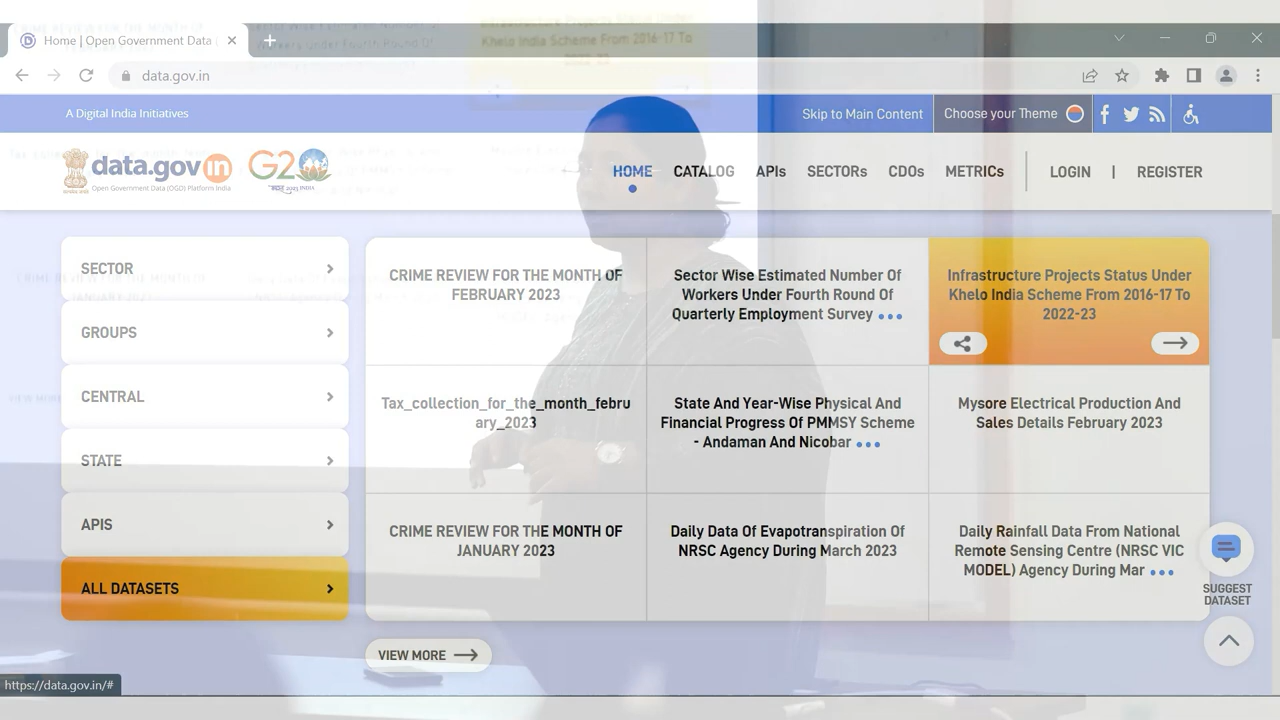 Home | Open Government Data
data.gov.in
A Digital India Initiatives
Skip to Main Content
Choose your Theme
data.gov in
Open Government Data (OGD) Platform India
G20
HOME
CATALOG
APIs
SECTORs
CDOs
METRICs
LOGIN
|
REGISTER
SECTOR
GROUPS
CENTRAL
STATE
APIS
ALL DATASETS
CRIME REVIEW FOR THE MONTH OF
FEBRUARY 2023
Sector Wise Estimated Number Of
Workers Under Fourth Round Of
Quarterly Employment Survey •••
Infrastructure Projects Status Under
Khelo India Scheme From 2016-17 To
2022-23
Tax_collection_for_the_month_febru
ary_2023
State And Year-Wise Physical And
Financial Progress Of PMMSY Scheme
- Andaman And Nicobar •••
Mysore Electrical Production And
Sales Details February 2023
CRIME REVIEW FOR THE MONTH OF
JANUARY 2023
Daily Data Of Evapotranspiration Of
NRSC Agency During March 2023
Daily Rainfall Data From National
Remote Sensing Centre (NRSC VIC
MODEL) Agency During Mar •••
SUGGEST
DATASET
VIEW MORE
https://data.gov.in/#